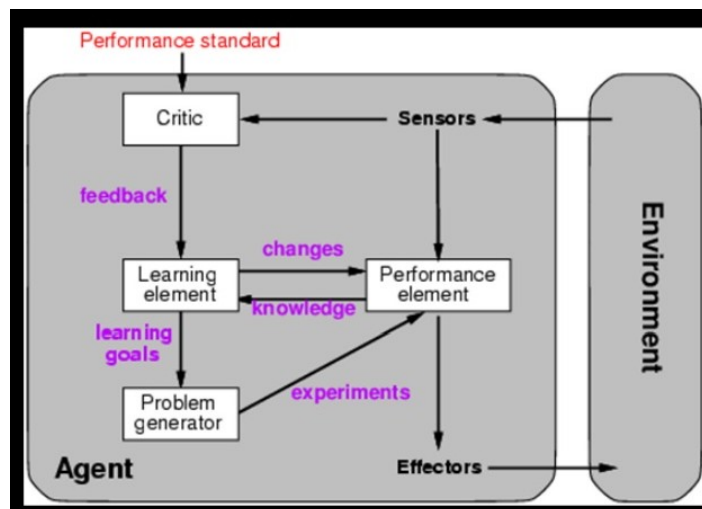 Performance standard
Critic
Sensors
feedback
changes
Learning
element
Performance
element
knowledge
learning
goals
experiments
Problem
generator
Agent
Effectors
Environment